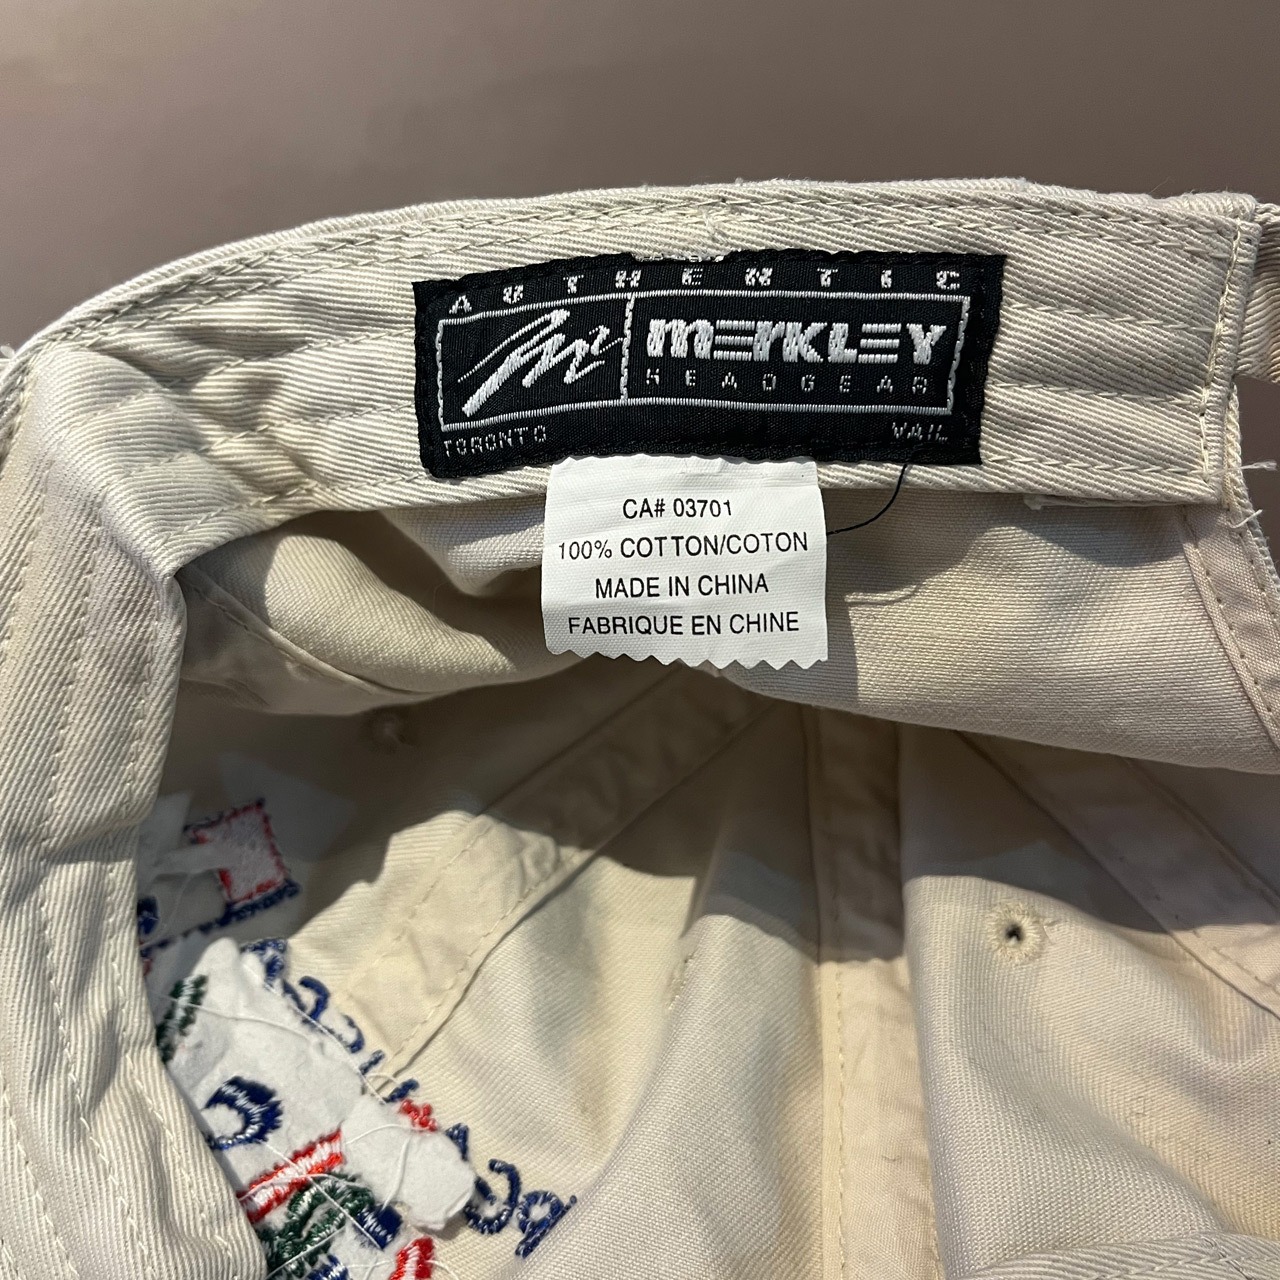 AUTHENTIC
MERKLEY
HEADGEAR
TORONTO VAIL
CA# 03701
100% COTTON/COTON
MADE IN CHINA
FABRIQUE EN CHINE